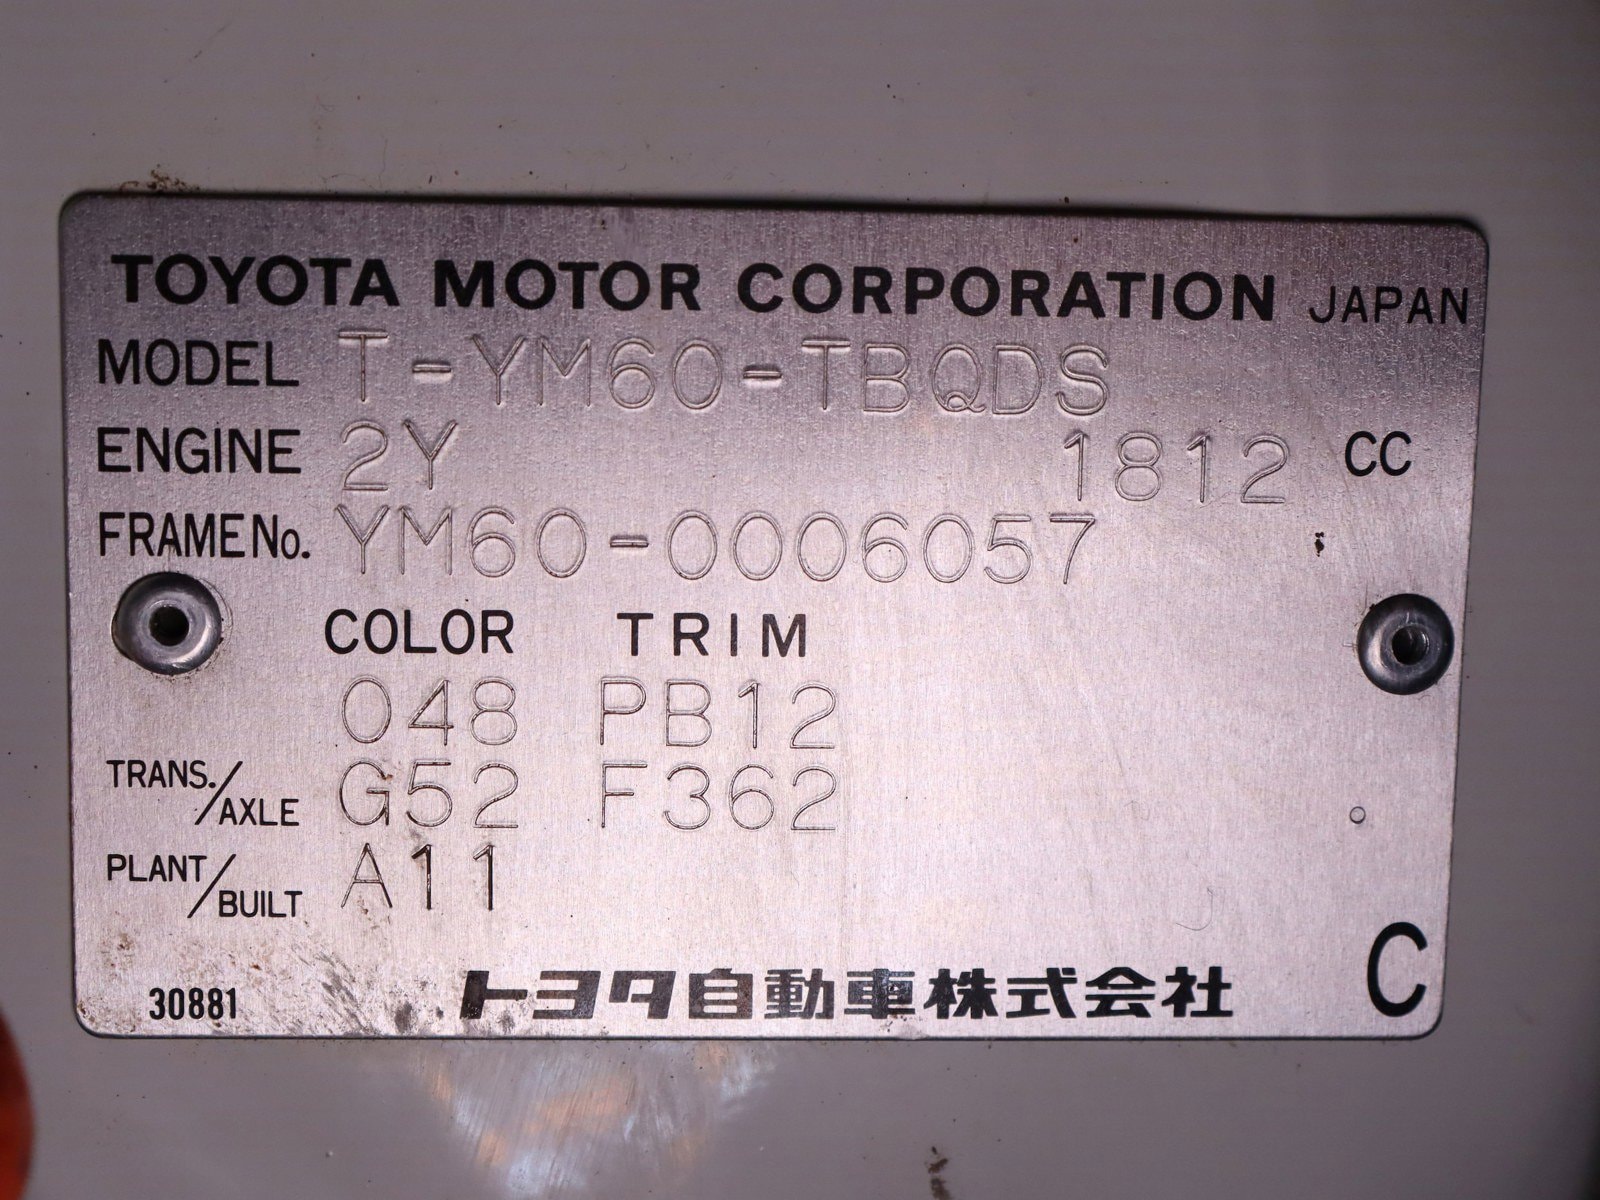 TOYOTA MOTOR CORPORATION JAPAN
MODEL T-YM60-TBQDS
ENGINE 2Y 1812 CC
FRAME No. YM60-0006057
COLOR TRIM
048 PB12
TRANS./AXLE G52 F362
PLANT/BUILT A11
30881 トヨタ自動車株式会社 C